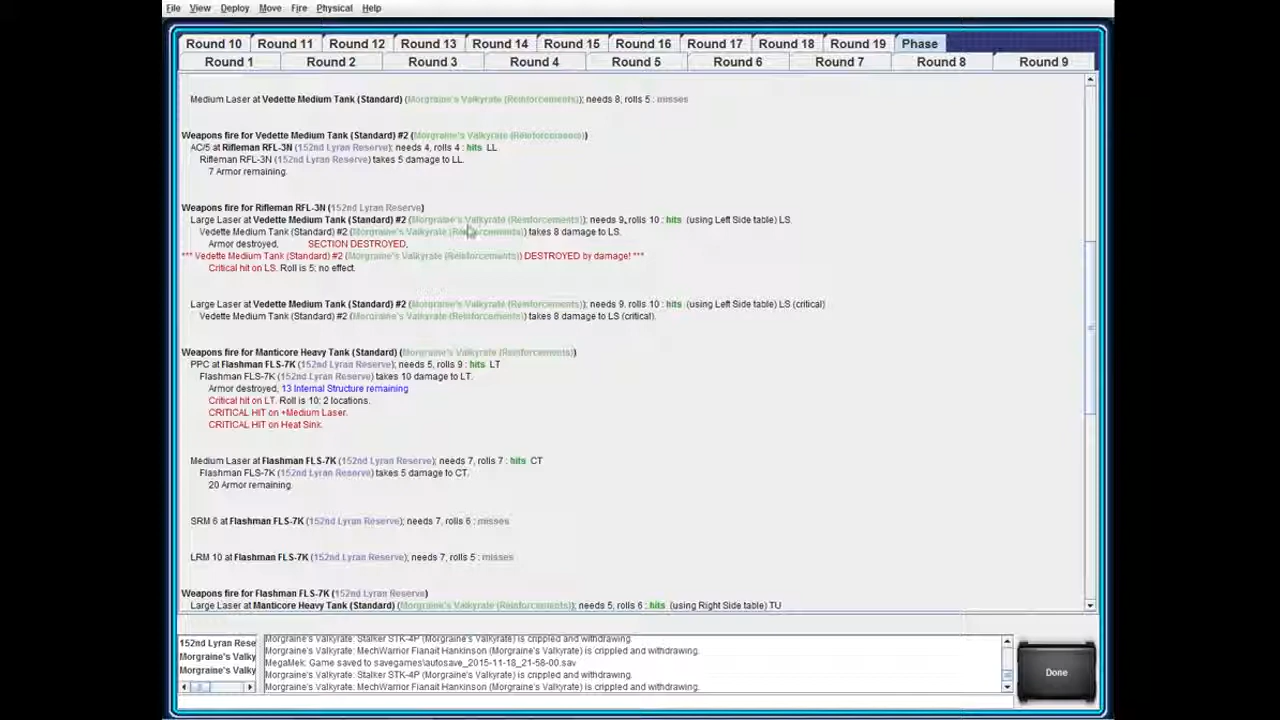 File View Deploy Move Fire Physical Help
Round 10 Round 11 Round 12 Round 13 Round 14 Round 15 Round 16 Round 17 Round 18 Round 19 Phase
Round 1 Round 2 Round 3 Round 4 Round 5 Round 6 Round 7 Round 8 Round 9
Medium Laser at Vedette Medium Tank (Standard) (Morgraine's Valkyrate (Reinforcements)); needs 8, rolls 5 : misses
Weapons fire for Vedette Medium Tank (Standard) #2 (Morgraine's Valkyrate (Reinforcements))
AC/5 at Rifleman RFL-3N (152nd Lyran Reserve); needs 4, rolls 4 : hits LL
Rifleman RFL-3N (152nd Lyran Reserve) takes 5 damage to LL.
7 Armor remaining.
Weapons fire for Rifleman RFL-3N (152nd Lyran Reserve)
Large Laser at Vedette Medium Tank (Standard) #2 (Morgraine's Valkyrate (Reinforcements)); needs 9, rolls 10 : hits (using Left Side table) LS.
Vedette Medium Tank (Standard) #2 (Morgraine's Valkyrate (Reinforcements)) takes 8 damage to LS.
Armor destroyed. SECTION DESTROYED,
*** Vedette Medium Tank (Standard) #2 (Morgraine's Valkyrate (Reinforcements)) DESTROYED by damage! ***
Critical hit on LS. Roll is 5; no effect.
Large Laser at Vedette Medium Tank (Standard) #2 (Morgraine's Valkyrate (Reinforcements)); needs 9, rolls 10 : hits (using Left Side table) LS (critical)
Vedette Medium Tank (Standard) #2 (Morgraine's Valkyrate (Reinforcements)) takes 8 damage to LS (critical).
Weapons fire for Manticore Heavy Tank (Standard) (Morgraine's Valkyrate (Reinforcements))
PPC at Flashman FLS-7K (152nd Lyran Reserve); needs 5, rolls 9 : hits LT
Flashman FLS-7K (152nd Lyran Reserve) takes 10 damage to LT.
Armor destroyed, 13 Internal Structure remaining
Critical hit on LT. Roll is 10; 2 locations.
CRITICAL HIT on +Medium Laser.
CRITICAL HIT on Heat Sink.
Medium Laser at Flashman FLS-7K (152nd Lyran Reserve); needs 7, rolls 7 : hits CT
Flashman FLS-7K (152nd Lyran Reserve) takes 5 damage to CT.
20 Armor remaining.
SRM 6 at Flashman FLS-7K (152nd Lyran Reserve); needs 7, rolls 6 : misses
LRM 10 at Flashman FLS-7K (152nd Lyran Reserve); needs 7, rolls 5 : misses
Weapons fire for Flashman FLS-7K (152nd Lyran Reserve)
Large Laser at Manticore Heavy Tank (Standard) (Morgraine's Valkyrate (Reinforcements)); needs 5, rolls 6 : hits (using Right Side table) TU
152nd Lyran Rese
Morgraine's Valky
Morgraine's Valky
Morgraine's Valkyrate: Stalker STK-4P (Morgraine's Valkyrate) is crippled and withdrawing.
Morgraine's Valkyrate: MechWarrior Fianait Hankinson (Morgraine's Valkyrate) is crippled and withdrawing.
MegaMek: Game saved to savegames\autosave_2015-11-18_21-58-00.sav
Morgraine's Valkyrate: Stalker STK-4P (Morgraine's Valkyrate) is crippled and withdrawing.
Morgraine's Valkyrate: MechWarrior Fianait Hankinson (Morgraine's Valkyrate) is crippled and withdrawing.
Done